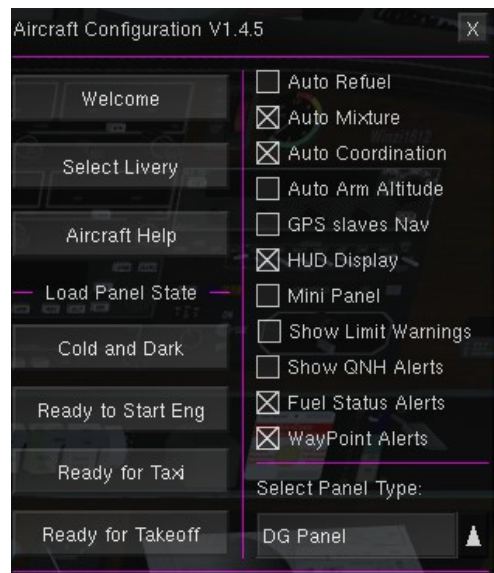 Aircraft Configuration V1.4.5
X
Welcome
Select Livery
Aircraft Help
Load Panel State
Cold and Dark
Ready to Start Eng
Ready for Taxi
Ready for Takeoff
Auto Refuel
Auto Mixture
Auto Coordination
Auto Arm Altitude
GPS slaves Nav
HUD Display
Mini Panel
Show Limit Warnings
Show QNH Alerts
Fuel Status Alerts
WayPoint Alerts
Select Panel Type:
DG Panel